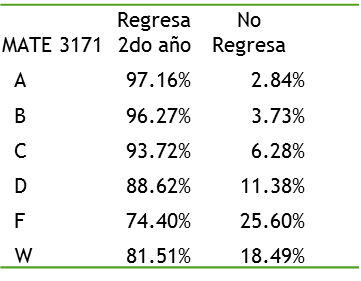 Regresa No
MATE 3171 2do año Regresa
A 97.16% 2.84%
B 96.27% 3.73%
C 93.72% 6.28%
D 88.62% 11.38%
F 74.40% 25.60%
W 81.51% 18.49%